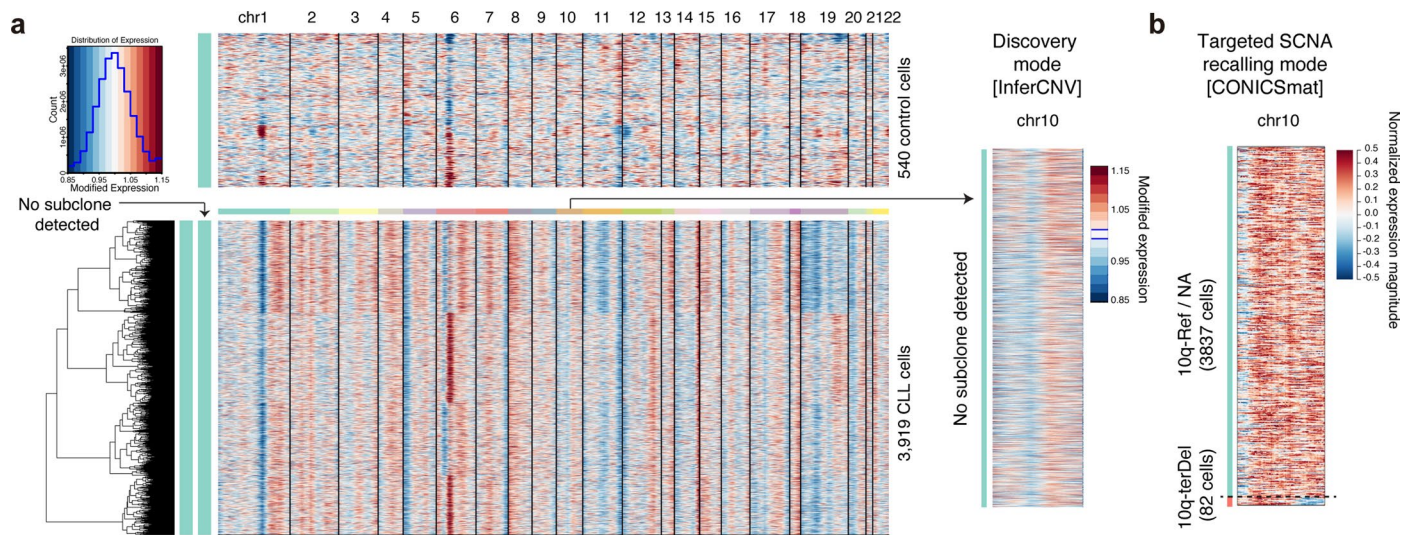 a
Distribution of Expression
Count
0
1e+06
2e+06
3e+06
0.85
0.95
1.05
1.15
Modified Expression
chr1 2 3 4 5 6 7 8 9 10 11 12 13 14 15 16 17 18 19 20 21 22
540 control cells
No subclone
detected
3,919 CLL cells
Discovery
mode
[InferCNV]
chr10
No subclone detected
1.15
1.05
0.95
0.85
Modified expression
b
Targeted SCNA
recalling mode
[CONICSmat]
chr10
10q-Ref / NA
(3837 cells)
10q-terDel
(82 cells)
0.5
0.4
0.3
0.2
0.1
0.0
-0.1
-0.2
-0.3
-0.4
-0.5
Normalized expression magnitude